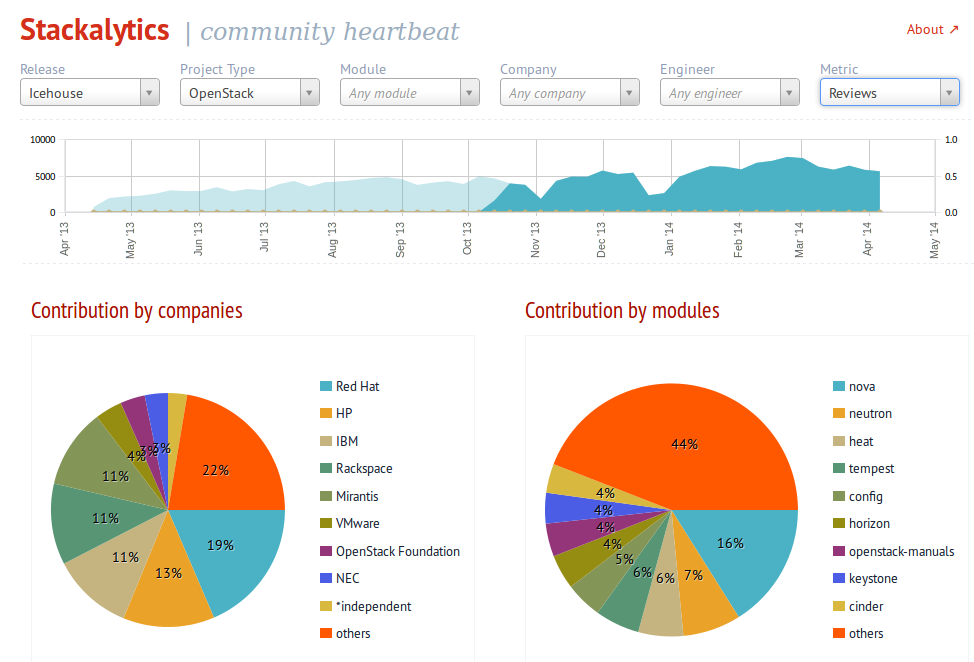 Stackalytics | community heartbeat
About ↗
Release Project Type Module Company Engineer Metric
Icehouse OpenStack Any module Any company Any engineer Reviews
10000 1.0
5000 0.5
0 0.0
Apr '13 May '13 Jun '13 Jul '13 Aug '13 Sep '13 Oct '13 Nov '13 Dec '13 Jan '14 Feb '14 Mar '14 Apr '14 May '14
Contribution by companies
22%
19%
13%
11%
11%
11%
4%
3%
3%
Red Hat
HP
IBM
Rackspace
Mirantis
VMware
OpenStack Foundation
NEC
*independent
others
Contribution by modules
44%
16%
7%
6%
6%
5%
4%
4%
4%
4%
nova
neutron
heat
tempest
config
horizon
openstack-manuals
keystone
cinder
others